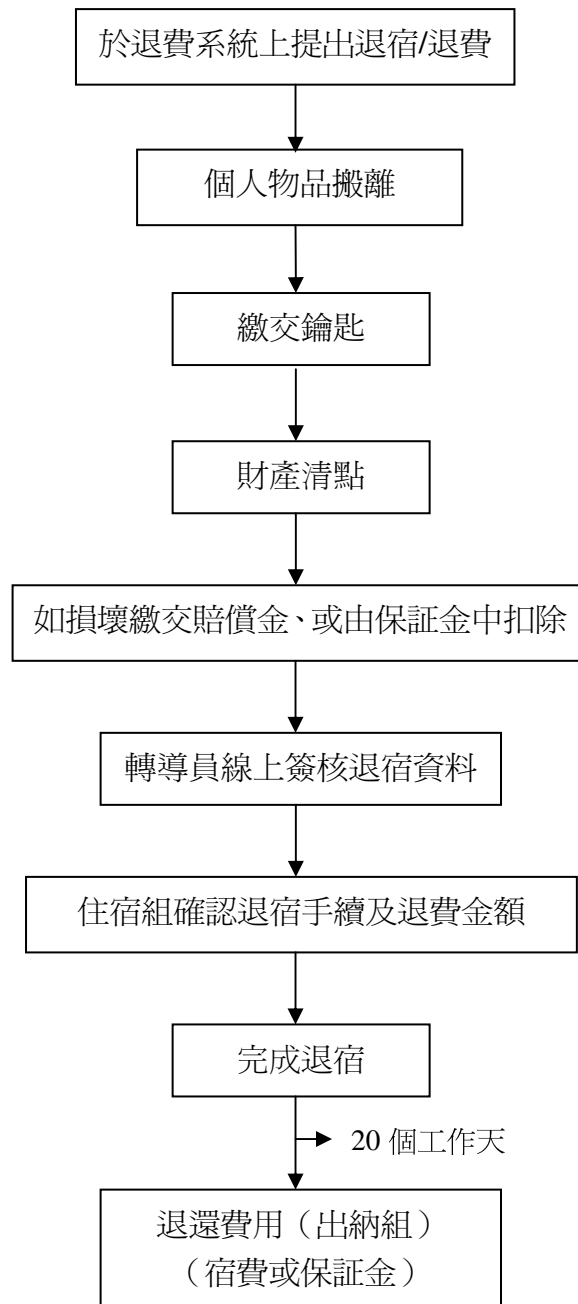 於退費系統上提出退宿/退費
個人物品搬離
繳交鑰匙
財產清點
如損壞繳交賠償金、或由保証金中扣除
轉導員線上簽核退宿資料
住宿組確認退宿手續及退費金額
完成退宿
20 個工作天
退還費用（出納組）
（宿費或保証金）